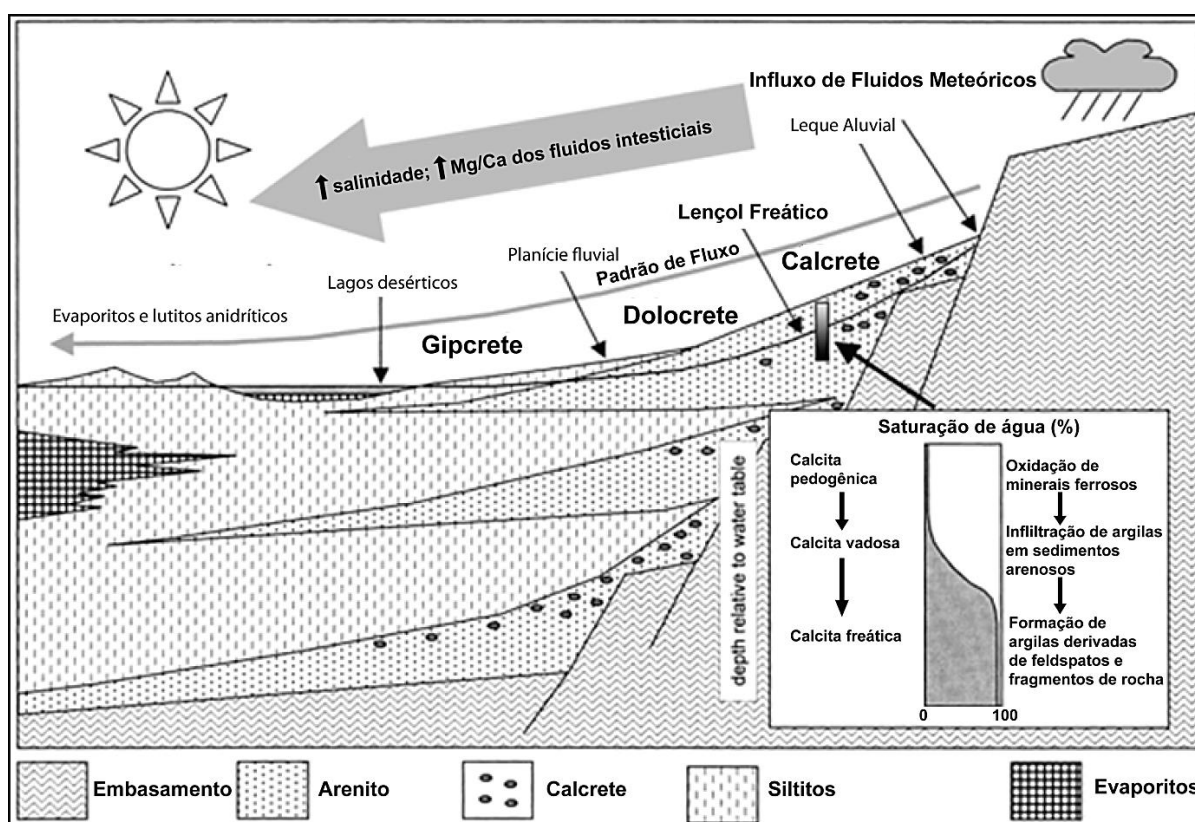 Influxo de Fluidos Meteóricos
Leque Aluvial
↑ salinidade; ↑ Mg/Ca dos fluidos intesticiais
Lençol Freático
Planície fluvial
Padrão de Fluxo
Calcrete
Lagos desérticos
Dolocrete
Evaporitos e lutitos anidríticos
Gipcrete
depth relative to water table
Saturação de água (%)
Calcita
pedogênica
Calcita vadosa
Calcita freática
Oxidação de
minerais ferrosos
Infliltração de argilas
em sedimentos
arenosos
Formação de
argilas derivadas
de feldspatos e
fragmentos de rocha
0 100
Embasamento
Arenito
Calcrete
Siltitos
Evaporitos